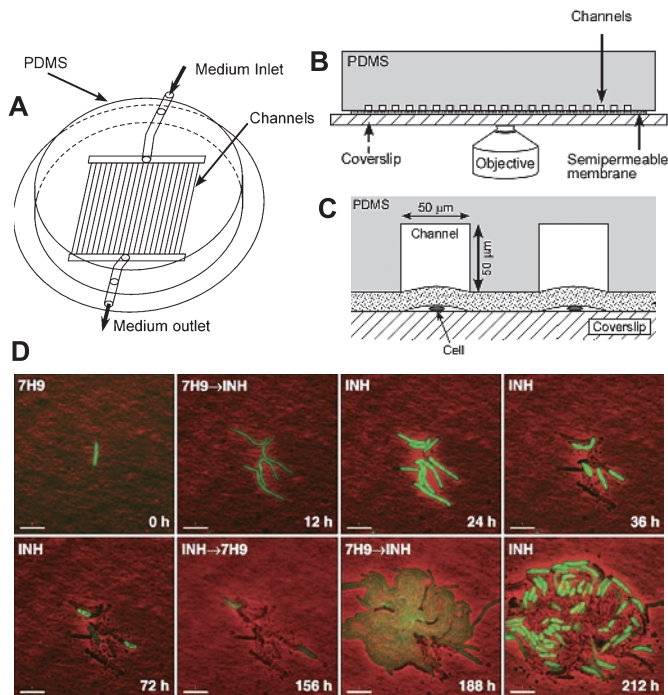 A
PDMS
Medium Inlet
Channels
Medium outlet
B
Channels
PDMS
Coverslip
Objective
Semipermeable
membrane
C
PDMS
50 µm
Channel
50 µm
Cell
Coverslip
D
7H9
0 h
7H9→INH
12 h
INH
24 h
INH
36 h
INH
72 h
INH→7H9
156 h
7H9→INH
188 h
INH
212 h